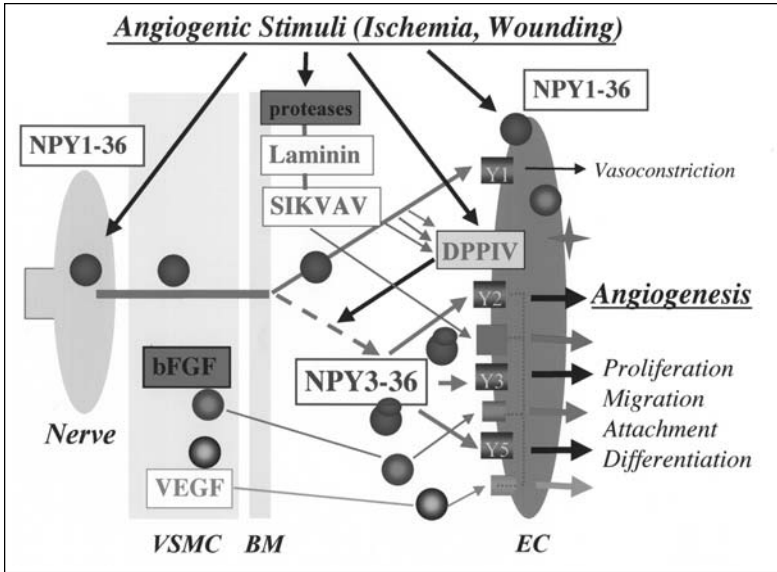 Angiogenic Stimuli (Ischemia, Wounding)
NPY1-36
proteases
NPY1-36
Laminin
Y1
Vasoconstriction
SIKVAV
DPPIV
Y2
Angiogenesis
bFGF
NPY3-36
Y3
Proliferation
Migration
Attachment
Differentiation
Nerve
Y5
VEGF
VSMC
BM
EC